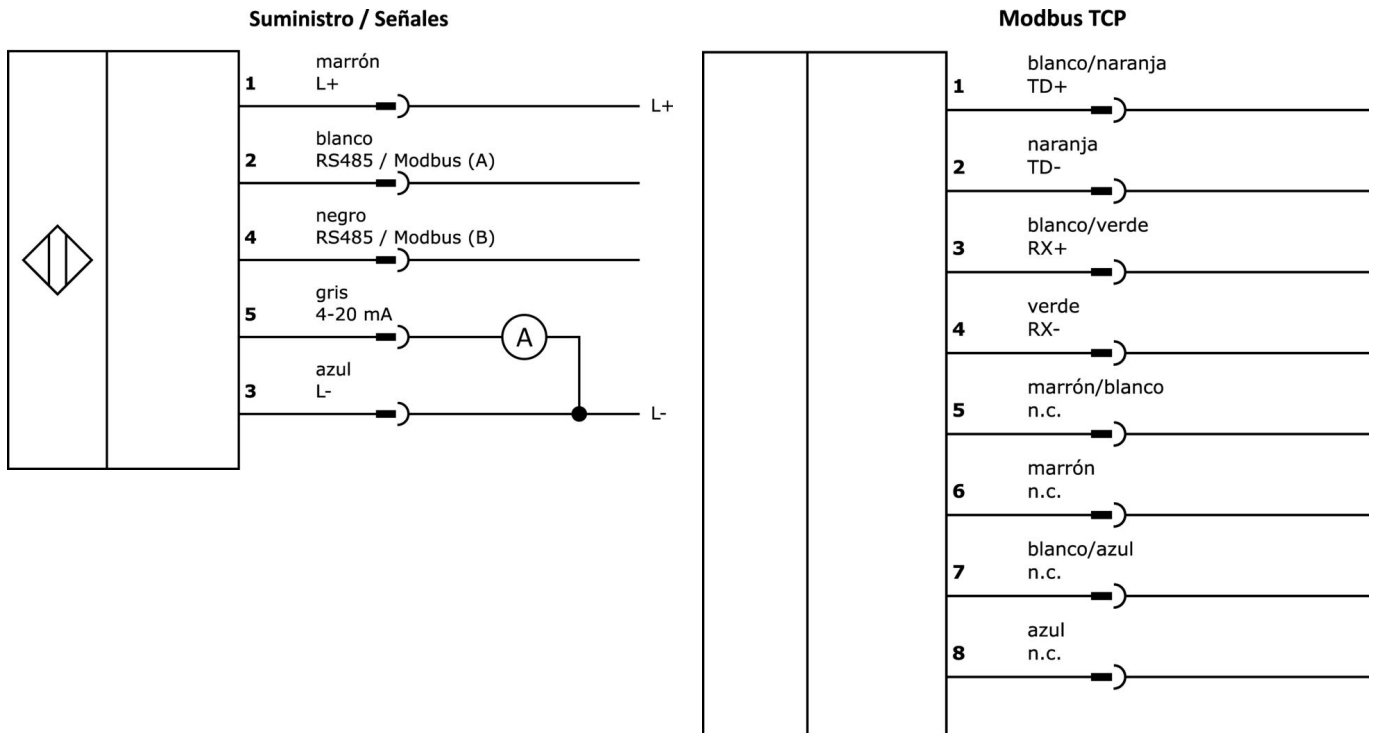 Suministro / Señales
marrón
1 L+
L+
blanco
2 RS485 / Modbus (A)
negro
4 RS485 / Modbus (B)
gris
5 4-20 mA
A
azul
3 L-
L-
Modbus TCP
blanco/naranja
1 TD+
naranja
2 TD-
blanco/verde
3 RX+
verde
4 RX-
marrón/blanco
5 n.c.
marrón
6 n.c.
blanco/azul
7 n.c.
azul
8 n.c.